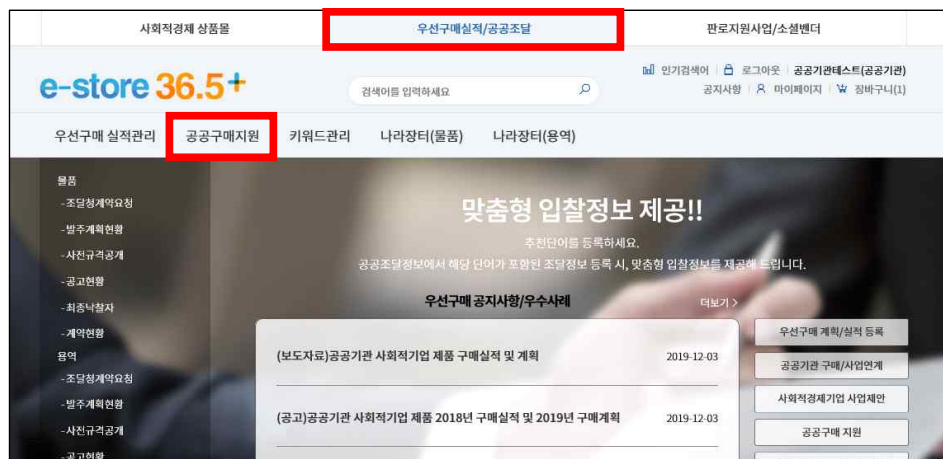 사회적경제 상품몰 우선구매실적/공공조달 판로지원사업/소셜벤더
인기검색어 로그아웃 공공기관테스트(공공기관)
e-store 36.5+ 검색어를 입력하세요 공지사항 마이페이지 장바구니(1)
우선구매 실적관리 공공구매지원 키워드관리 나라장터(물품) 나라장터(용역)
물품
-조달청계약요청
-발주계획현황
-사전규격공개
-공고현황
-최종낙찰자
-계약현황
용역
-조달청계약요청
-발주계획현황
-사전규격공개
-공고현황
맞춤형 입찰정보 제공!!
추천단어를 등록하세요.
공공조달정보에서 해당 단어가 포함된 조달정보 등록 시, 맞춤형 입찰정보를 제공해 드립니다.
우선구매 공지사항/우수사례 더보기 >
(보도자료)공공기관 사회적기업 제품 구매실적 및 계획 2019-12-03
(공고)공공기관 사회적기업 제품 2018년 구매실적 및 2019년 구매계획 2019-12-03
우선구매 계획/실적 등록
공공기관 구매/사업연계
사회적경제기업 사업제안
공공구매 지원